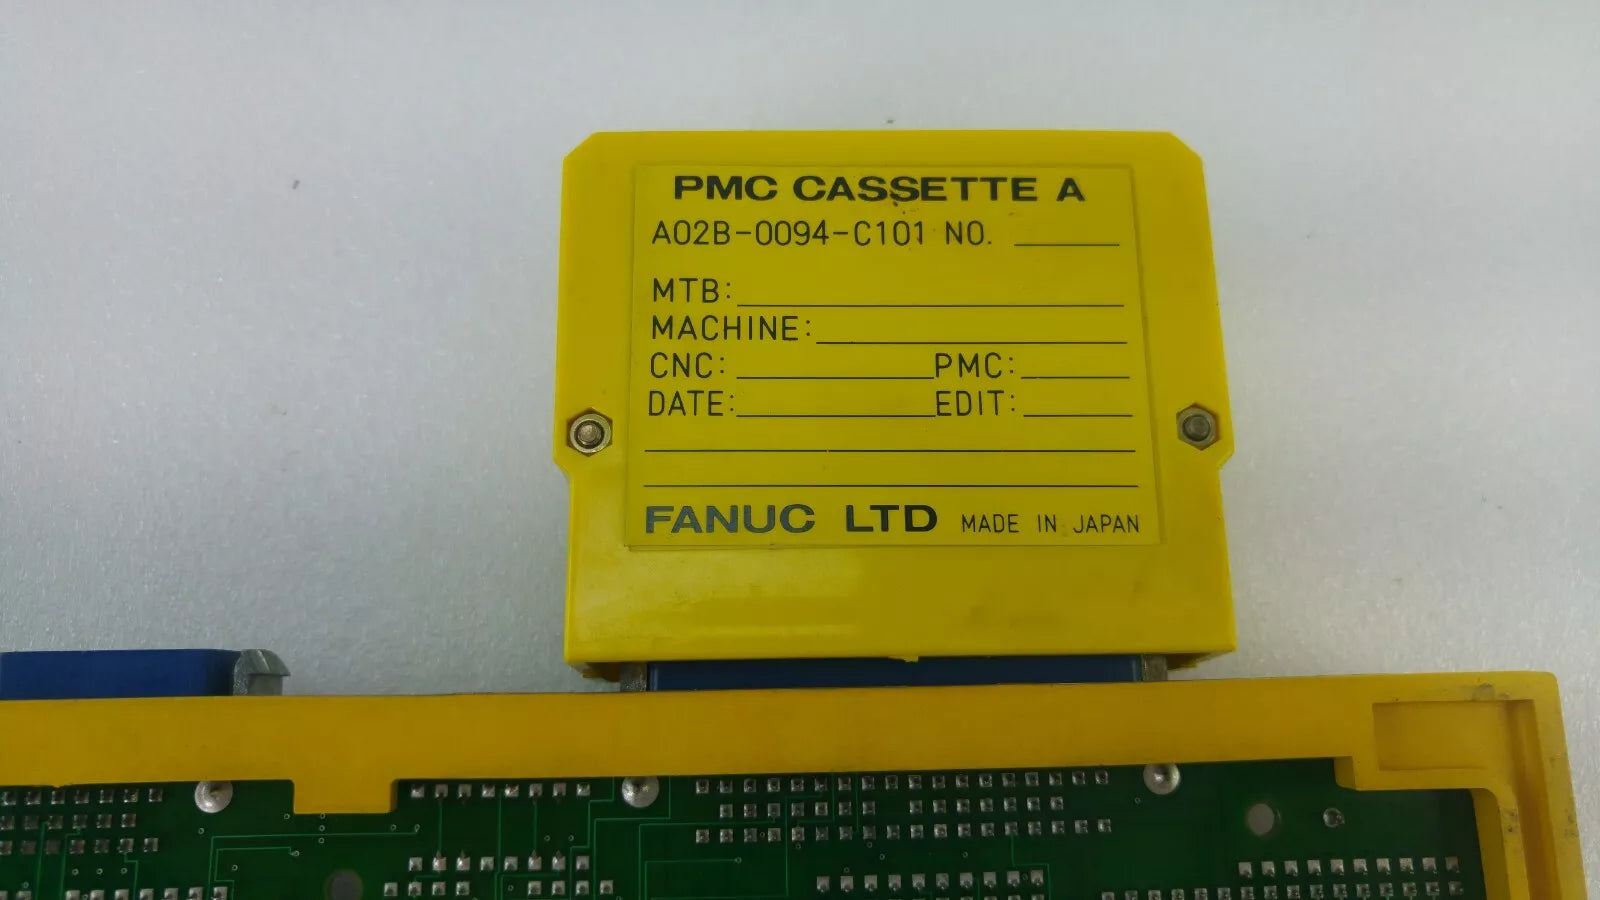 PMC CASSETTE A
A02B-0094-C101 NO.
MTB:
MACHINE:
CNC: PMC:
DATE: EDIT:
FANUC LTD MADE IN JAPAN